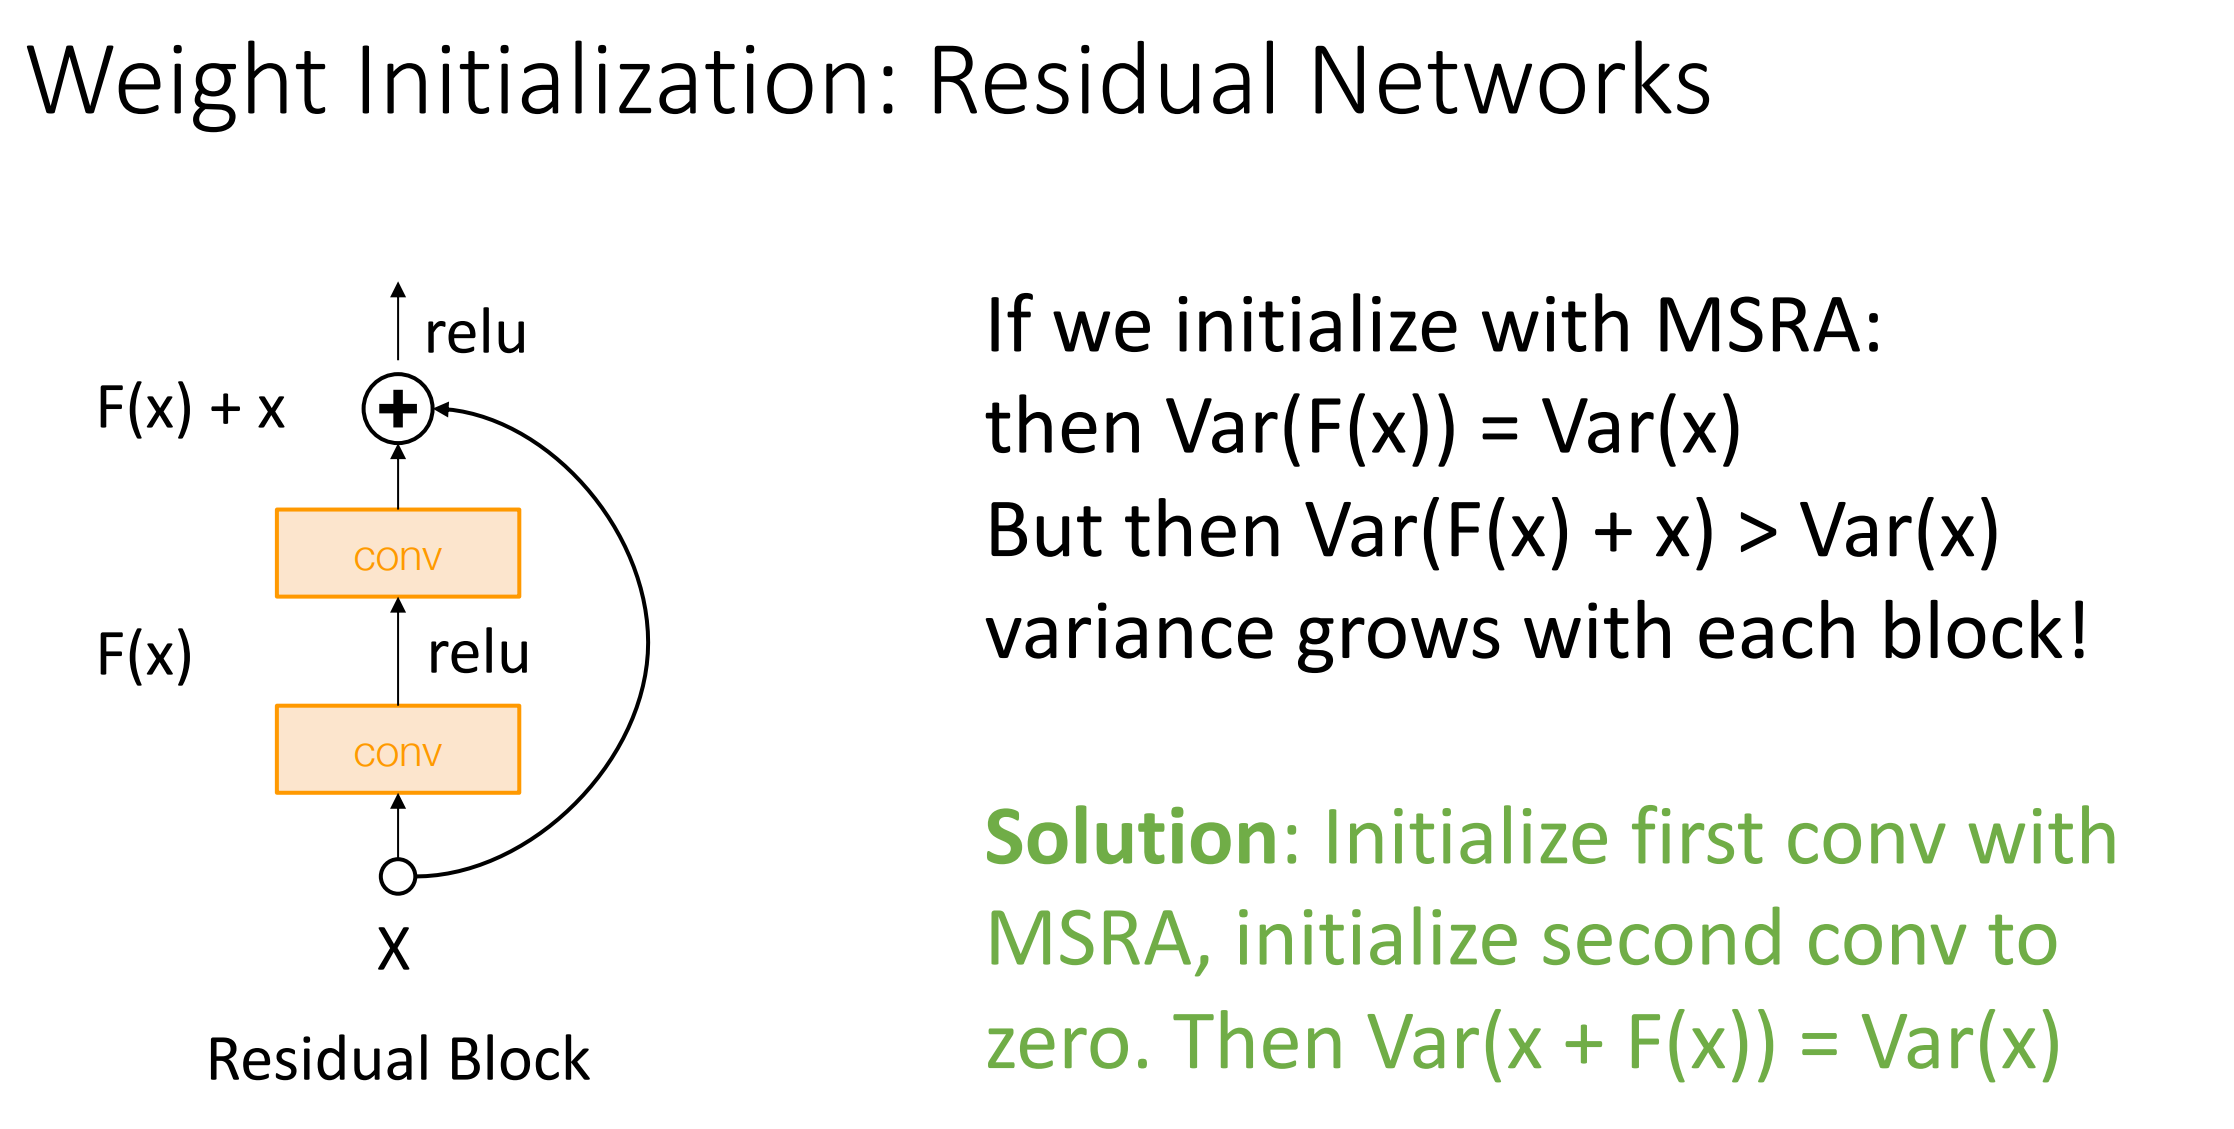 Weight Initialization: Residual Networks
relu
F(x) + x
conv
F(x)
relu
conv
X
Residual Block
If we initialize with MSRA:
then Var(F(x)) = Var(x)
But then Var(F(x) + x) > Var(x)
variance grows with each block!
Solution: Initialize first conv with
MSRA, initialize second conv to
zero. Then Var(x + F(x)) = Var(x)